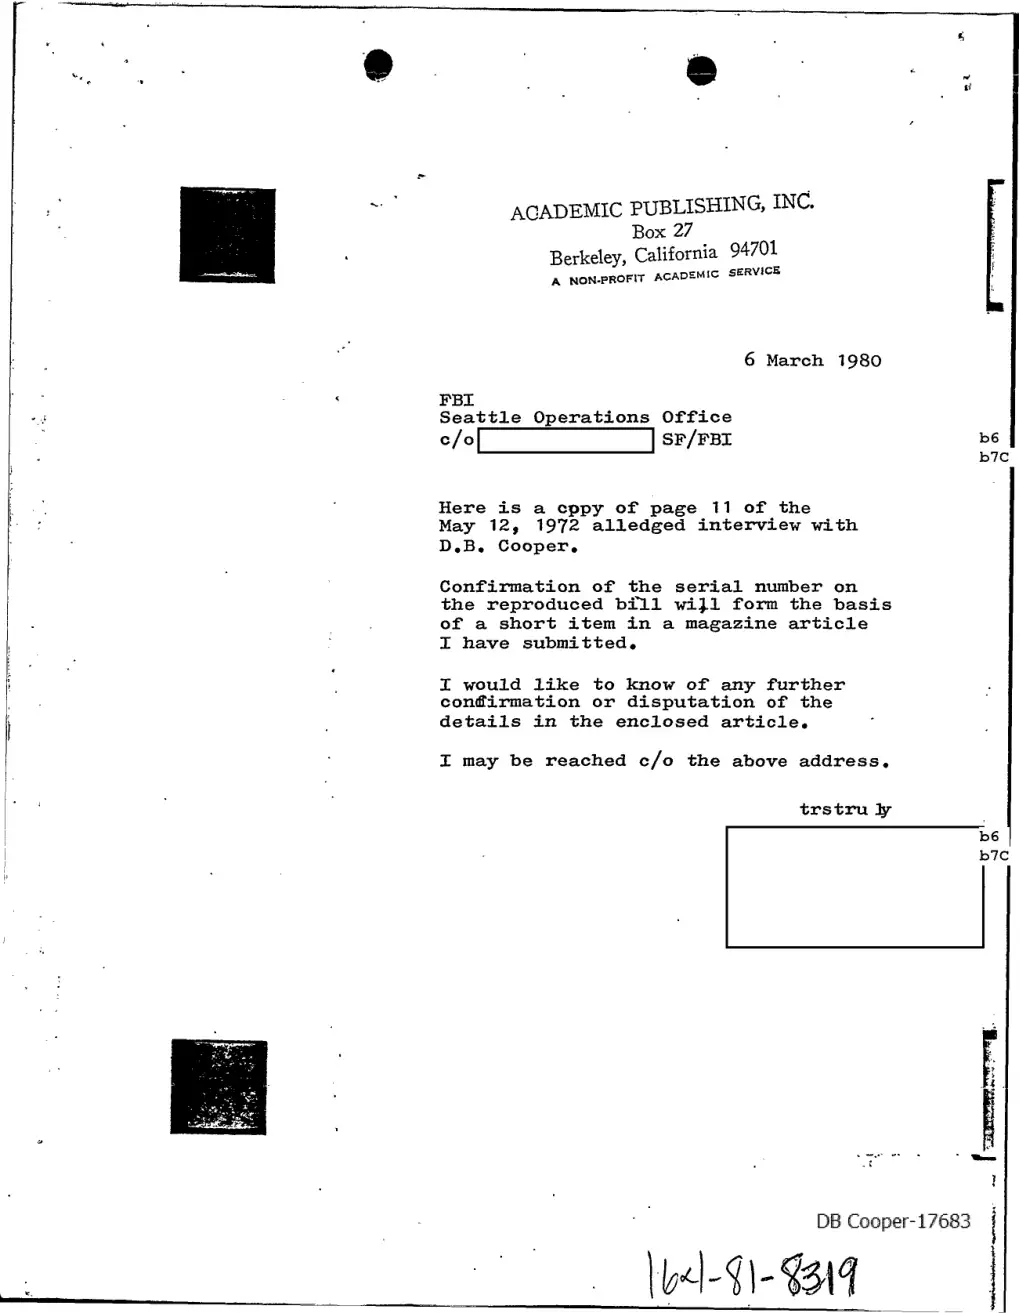 ACADEMIC PUBLISHING, INC.
Box 27
Berkeley, California 94701
A NON-PROFIT ACADEMIC SERVICE
6 March 1980
FBI
Seattle Operations Office
c/o SF/FBI
b6
b7C
Here is a cppy of page 11 of the
May 12, 1972 alledged interview with
D.B. Cooper.
Confirmation of the serial number on
the reproduced bill will form the basis
of a short item in a magazine article
I have submitted.
I would like to know of any further
confirmation or disputation of the
details in the enclosed article.
I may be reached c/o the above address.
trstru ly
b6
b7C
DB Cooper-17683
164-81-8319